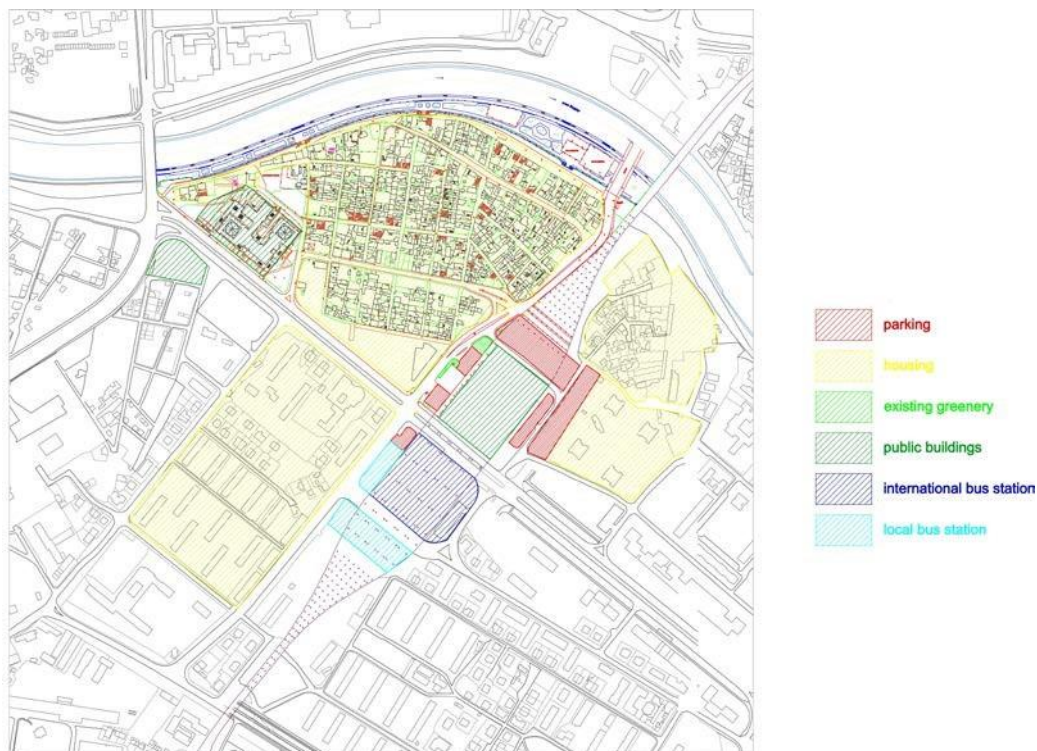 parking
housing
existing greenery
public buildings
international bus station
local bus station